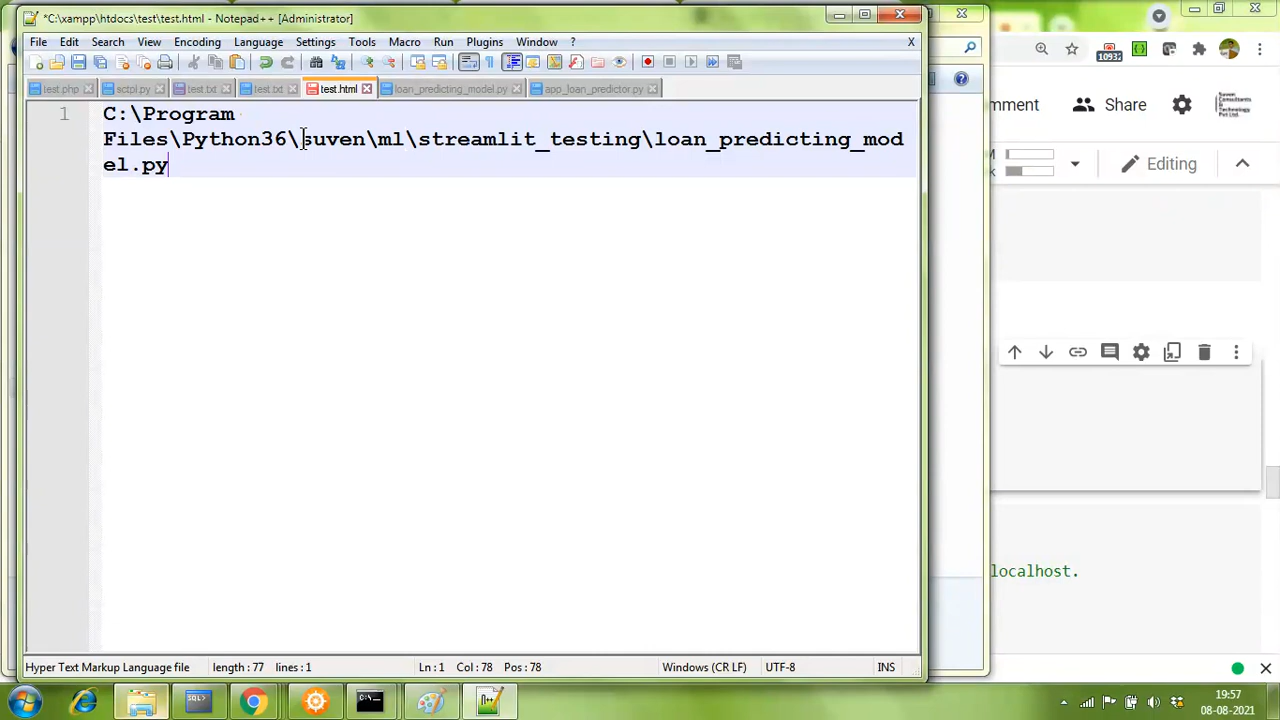 *C:\xampp\htdocs\test\test.html - Notepad++ [Administrator]
File Edit Search View Encoding Language Settings Tools Macro Run Plugins Window ? X
test.php sctpl.py test.txt test.txt test.html loan_predicting_model.py app_loan_predictor.py
1 C:\Program
Files\Python36\suven\ml\streamlit_testing\loan_predicting_mod
el.py
Hyper Text Markup Language file length : 77 lines : 1 Ln : 1 Col : 78 Pos : 78 Windows (CR LF) UTF-8 INS
mment Share
Editing
localhost.
19:57
08-08-2021